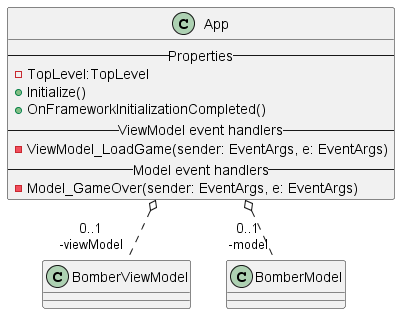 C App
Properties
TopLevel:TopLevel
Initialize()
OnFrameworkInitializationCompleted()
ViewModel event handlers
ViewModel_LoadGame(sender: EventArgs, e: EventArgs)
Model event handlers
Model_GameOver(sender: EventArgs, e: EventArgs)
0..1 0..1
-viewModel -model
C BomberViewModel C BomberModel